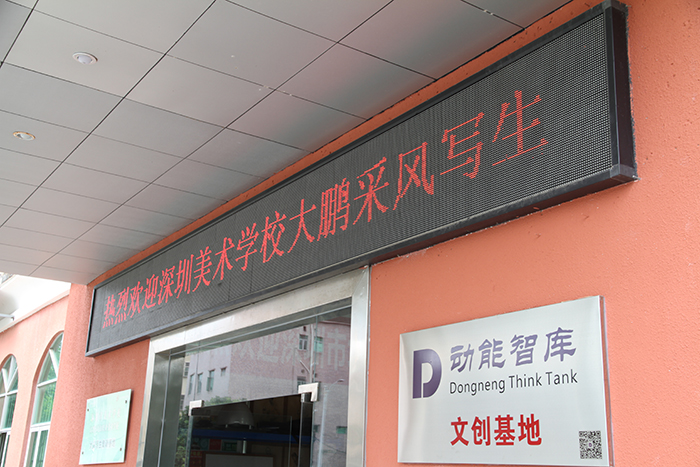 热烈欢迎深圳美术学校大鹏采风写生
动能智库
Dongneng Think Tank
文创基地